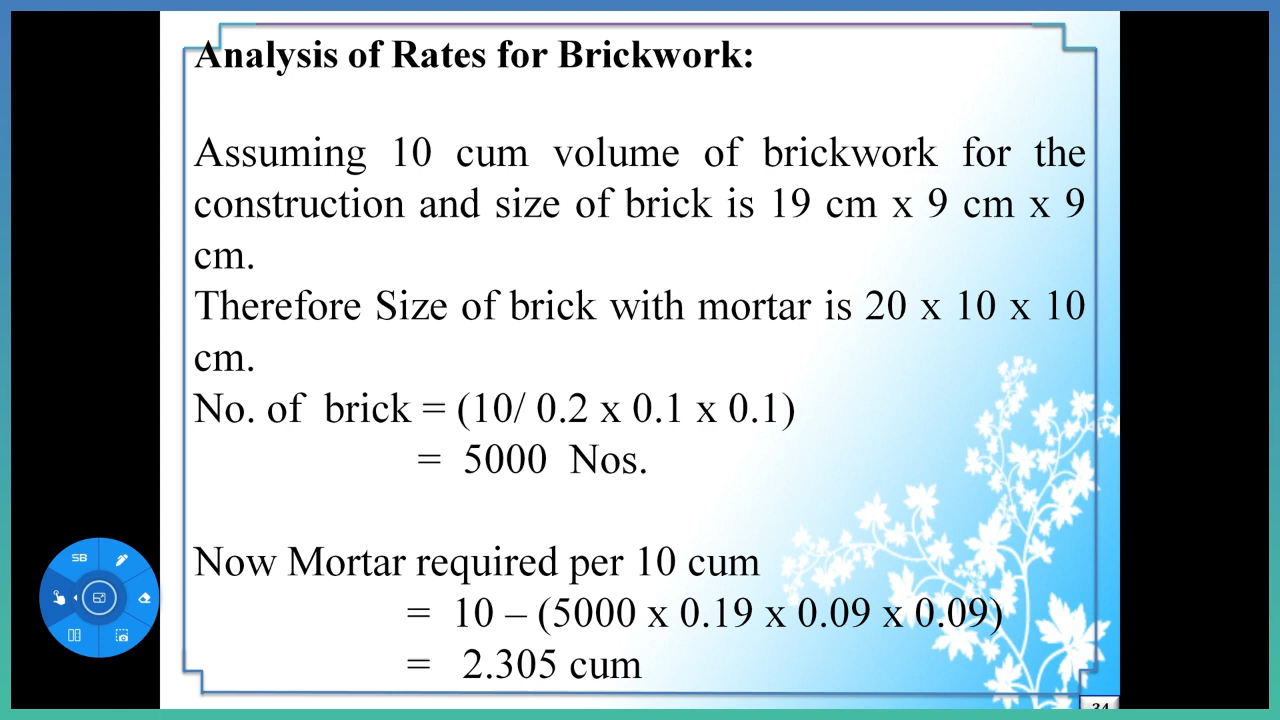 Analysis of Rates for Brickwork:
Assuming 10 cum volume of brickwork for the
construction and size of brick is 19 cm x 9 cm x 9
cm.
Therefore Size of brick with mortar is 20 x 10 x 10
cm.
No. of brick = (10/ 0.2 x 0.1 x 0.1)
= 5000 Nos.
Now Mortar required per 10 cum
= 10 – (5000 x 0.19 x 0.09 x 0.09)
= 2.305 cum
SB
34